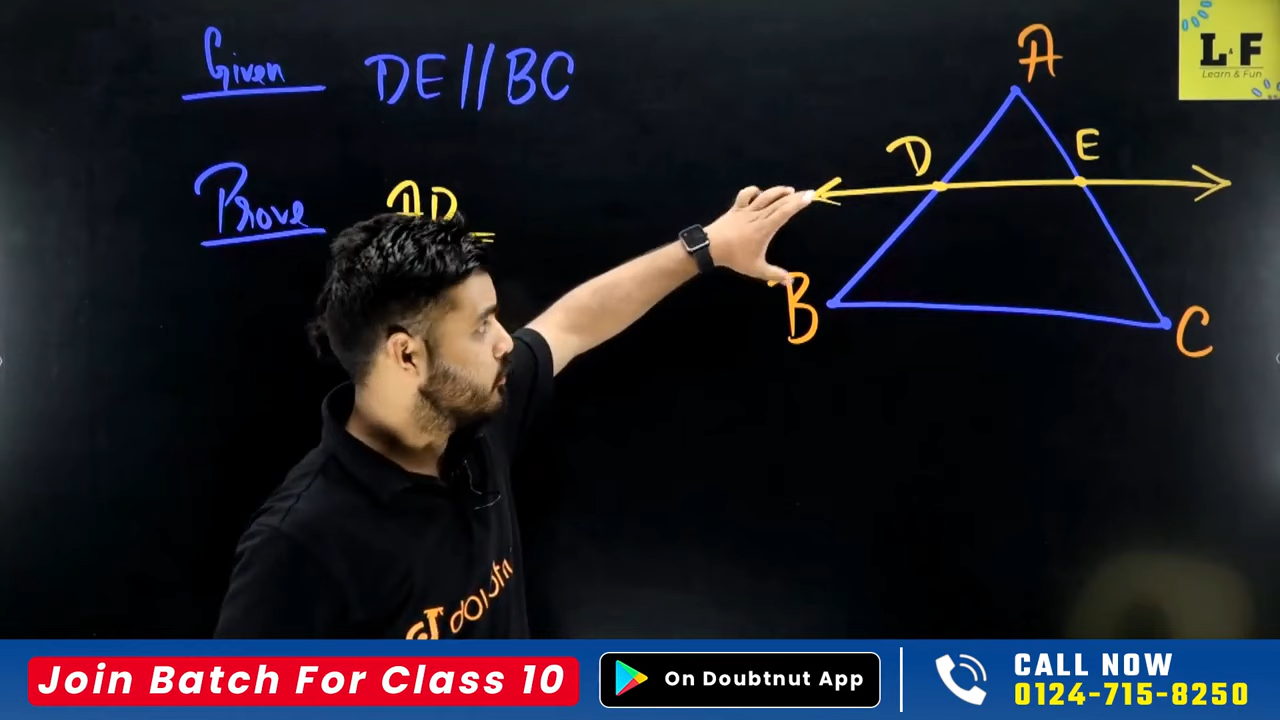 Given DE//BC
Prove AD
A
D
E
B
C
L&F
Learn & Fun
Join Batch For Class 10
On Doubtnut App
CALL NOW
0124-715-8250